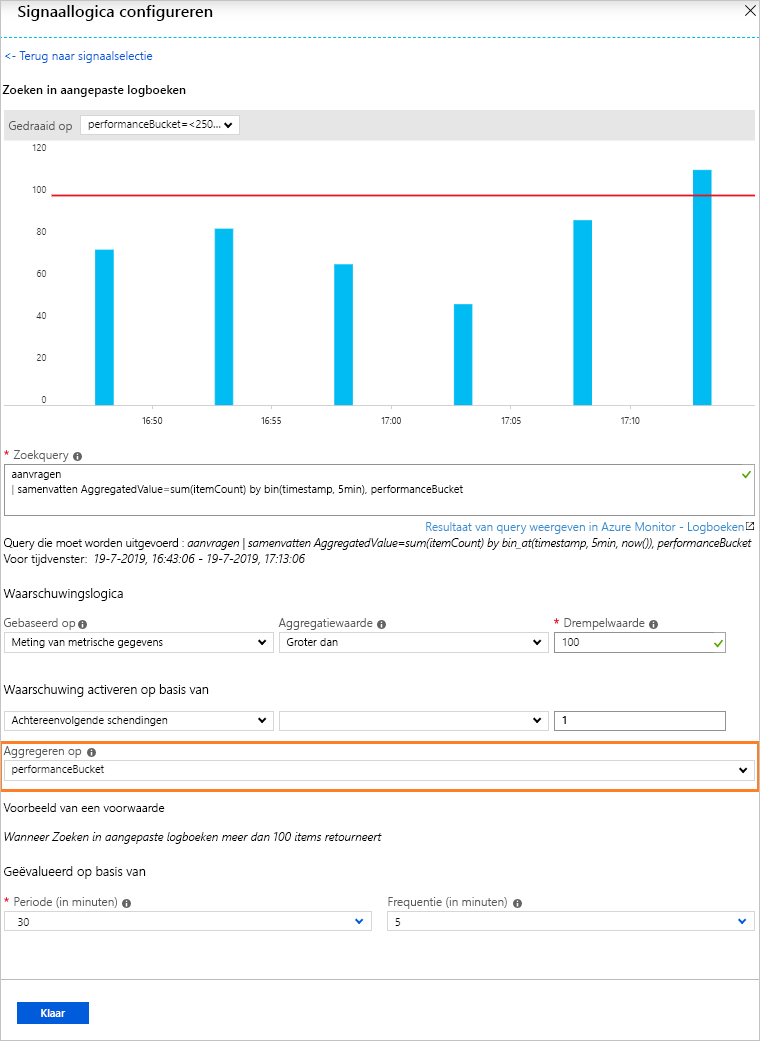 Signaallogica configureren
<- Terug naar signaalselectie
Zoeken in aangepaste logboeken
Gedraaid op performanceBucket=<250...
120
100
80
60
40
20
0
16:50 16:55 17:00 17:05 17:10
* Zoekquery
aanvragen
| samenvatten AggregatedValue=sum(itemCount) by bin(timestamp, 5min), performanceBucket
Resultaat van query weergeven in Azure Monitor - Logboeken
Query die moet worden uitgevoerd : aanvragen | samenvatten AggregatedValue=sum(itemCount) by bin_at(timestamp, 5min, now()), performanceBucket
Voor tijdvenster: 19-7-2019, 16:43:06 - 19-7-2019, 17:13:06
Waarschuwingslogica
Gebaseerd op Aggregatiewaarde * Drempelwaarde
Meting van metrische gegevens Groter dan 100
Waarschuwing activeren op basis van
Achtereenvolgende schendingen 1
Aggregeren op
performanceBucket
Voorbeeld van een voorwaarde
Wanneer Zoeken in aangepaste logboeken meer dan 100 items retourneert
Geëvalueerd op basis van
* Periode (in minuten) Frequentie (in minuten)
30 5
Klaar